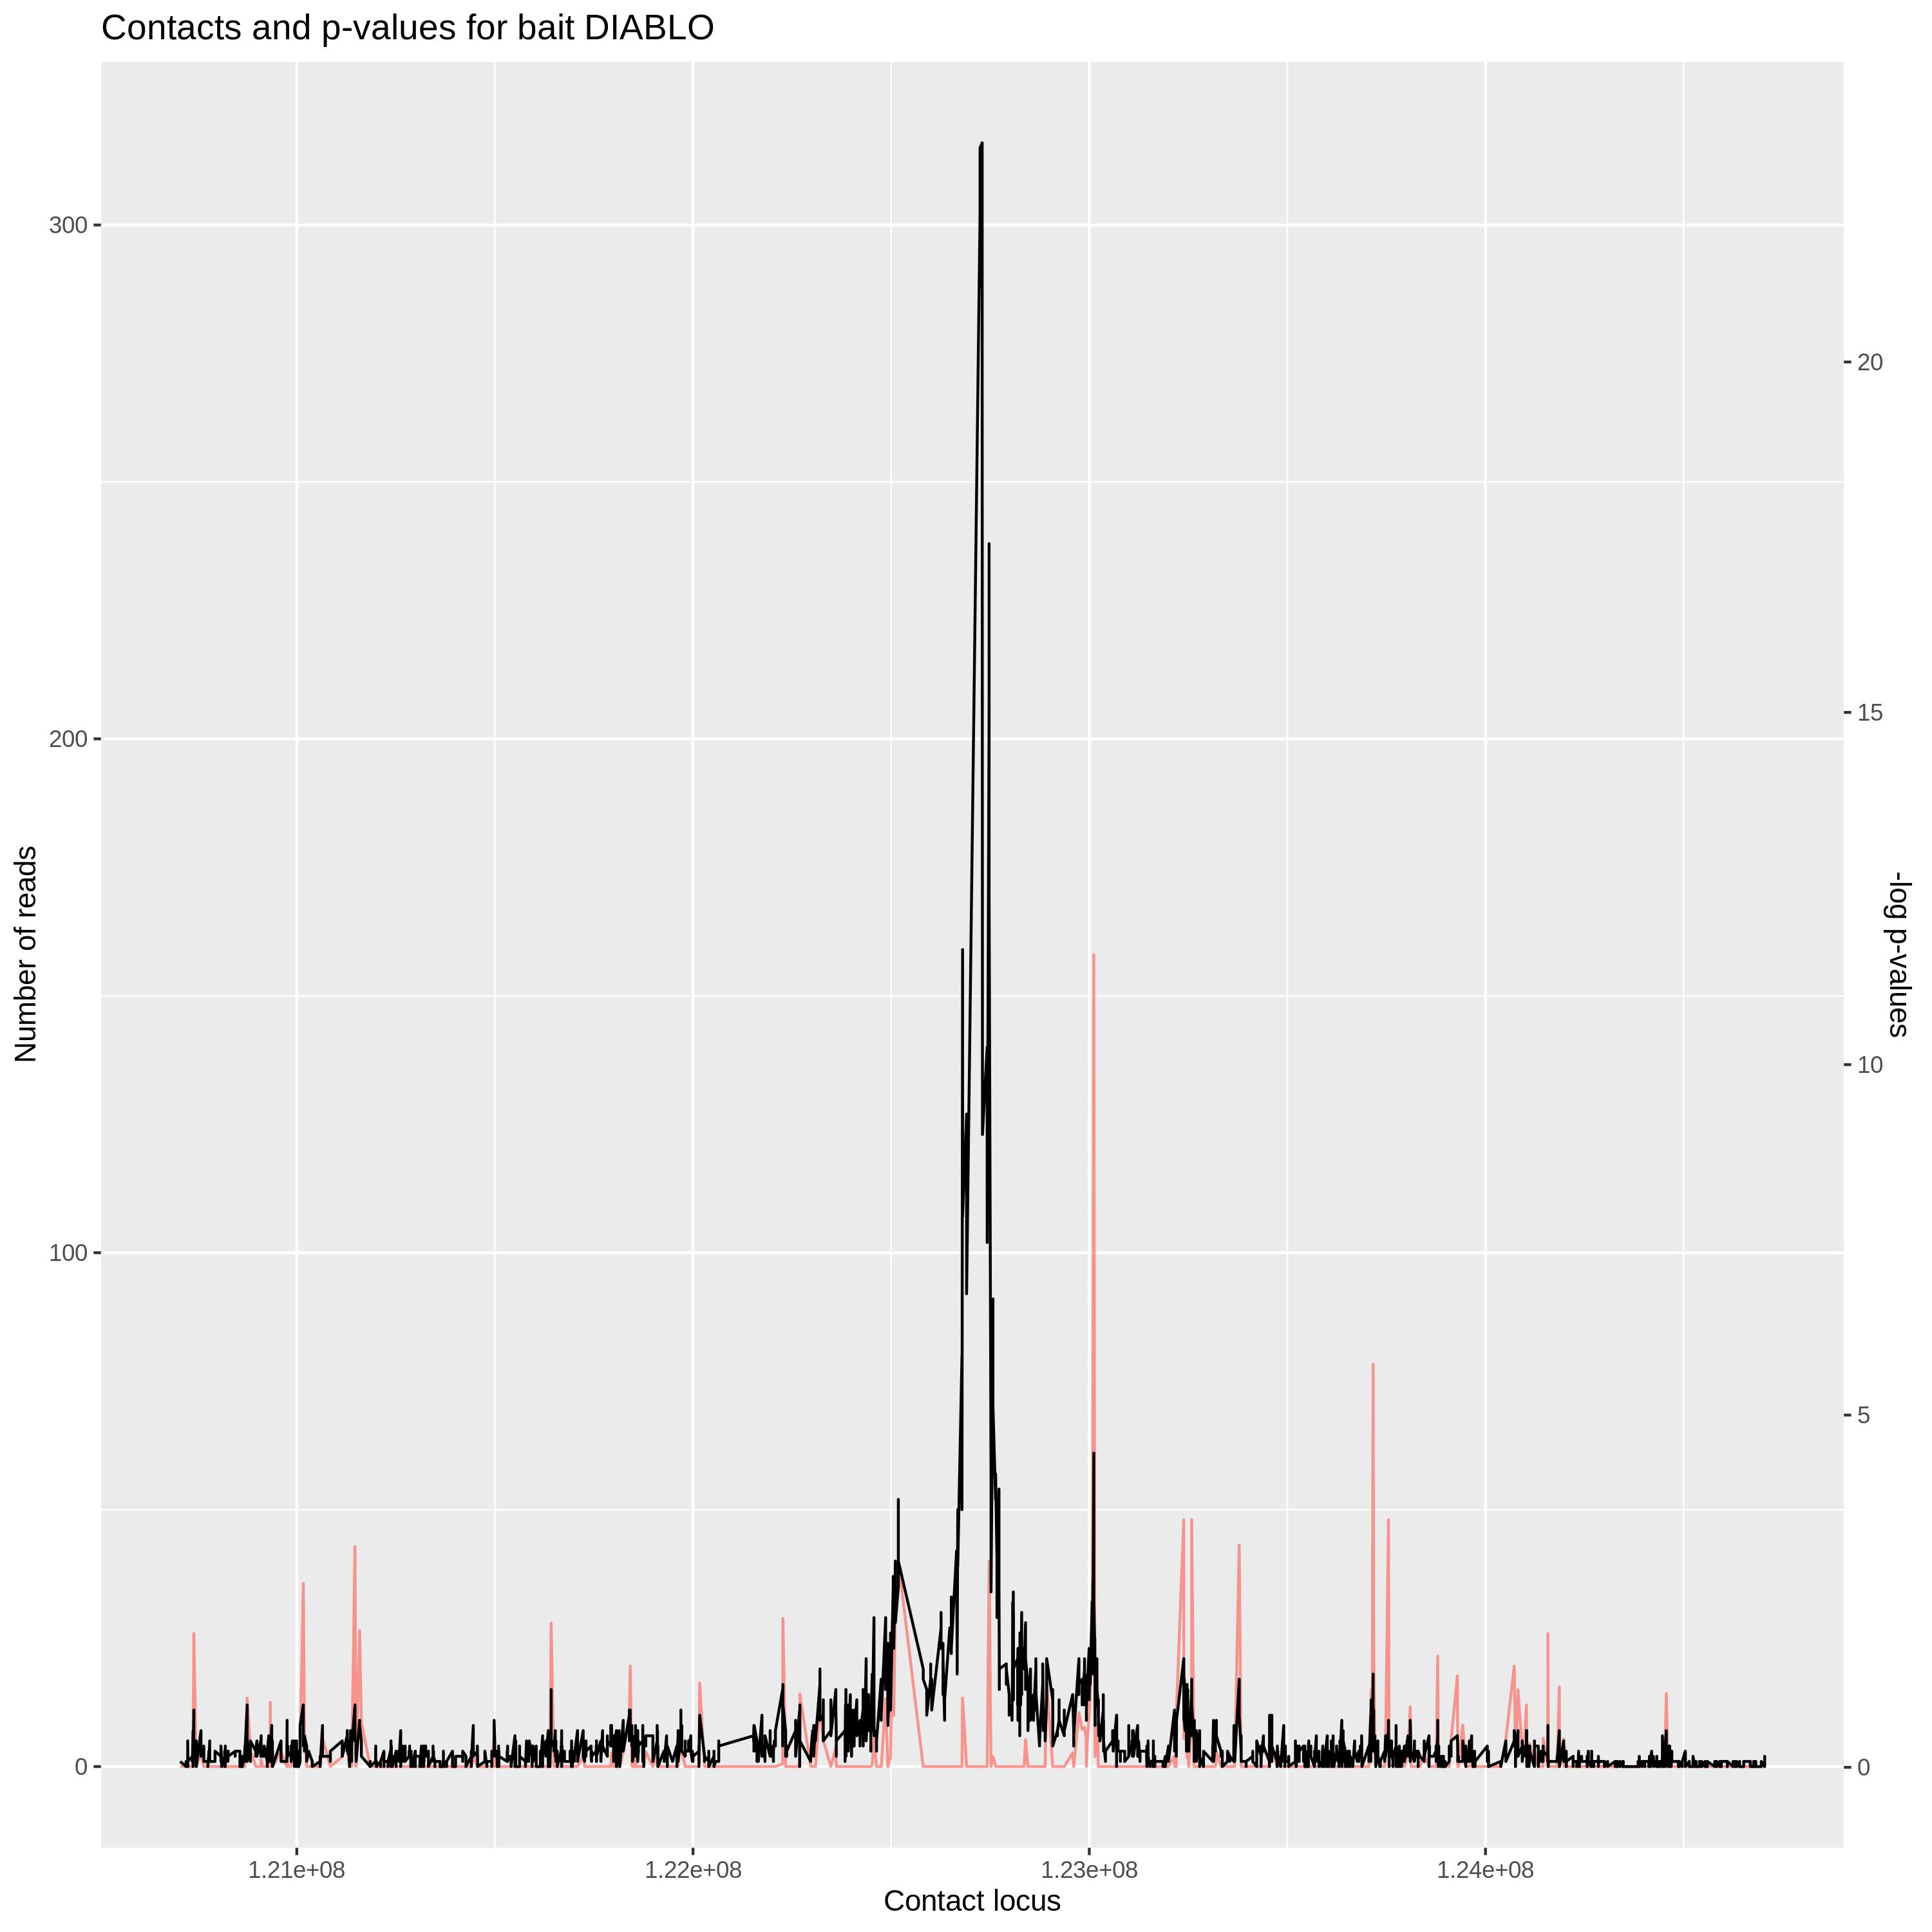 Contacts and p-values for bait DIABLO
300
200
100
0
Number of reads
20
15
10
5
0
-log p-values
1.21e+08
1.22e+08
1.23e+08
1.24e+08
Contact locus